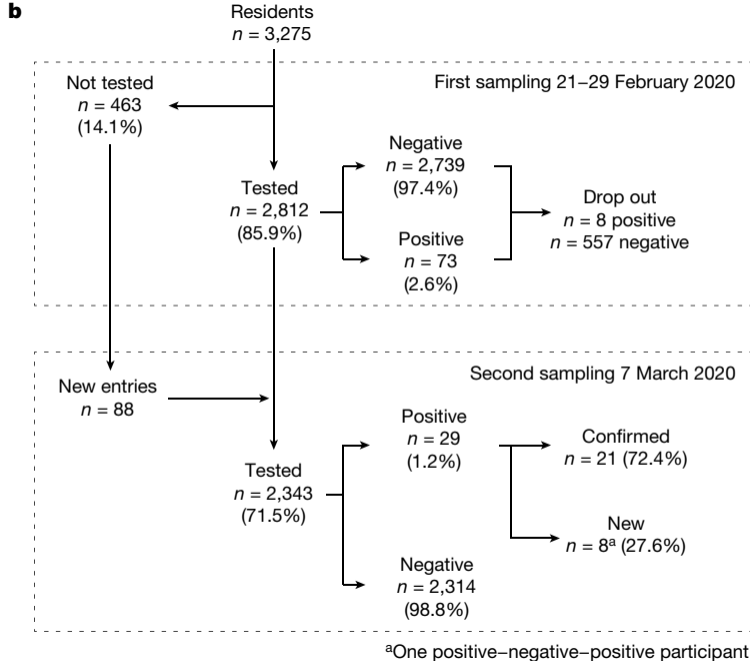 b
Residents
n = 3,275
First sampling 21–29 February 2020
Not tested
n = 463
(14.1%)
Tested
n = 2,812
(85.9%)
Negative
n = 2,739
(97.4%)
Positive
n = 73
(2.6%)
Drop out
n = 8 positive
n = 557 negative
Second sampling 7 March 2020
New entries
n = 88
Tested
n = 2,343
(71.5%)
Positive
n = 29
(1.2%)
Confirmed
n = 21 (72.4%)
New
n = 8ᵃ (27.6%)
Negative
n = 2,314
(98.8%)
ᵃOne positive–negative–positive participant